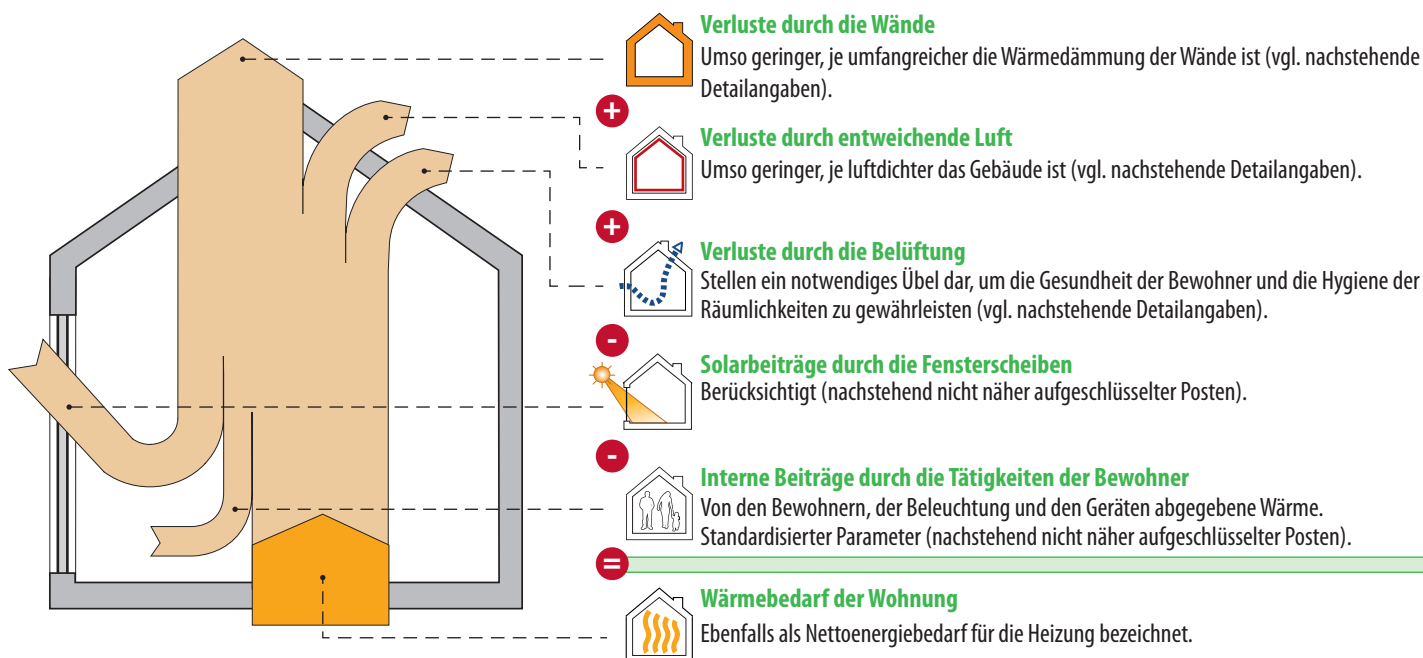 Verluste durch die Wände
Umso geringer, je umfangreicher die Wärmedämmung der Wände ist (vgl. nachstehende
Detailangaben).
+
Verluste durch entweichende Luft
Umso geringer, je luftdichter das Gebäude ist (vgl. nachstehende Detailangaben).
+
Verluste durch die Belüftung
Stellen ein notwendiges Übel dar, um die Gesundheit der Bewohner und die Hygiene der
Räumlichkeiten zu gewährleisten (vgl. nachstehende Detailangaben).
-
Solarbeiträge durch die Fensterscheiben
Berücksichtigt (nachstehend nicht näher aufgeschlüsselter Posten).
-
Interne Beiträge durch die Tätigkeiten der Bewohner
Von den Bewohnern, der Beleuchtung und den Geräten abgegebene Wärme.
Standardisierter Parameter (nachstehend nicht näher aufgeschlüsselter Posten).
=
Wärmebedarf der Wohnung
Ebenfalls als Nettoenergiebedarf für die Heizung bezeichnet.